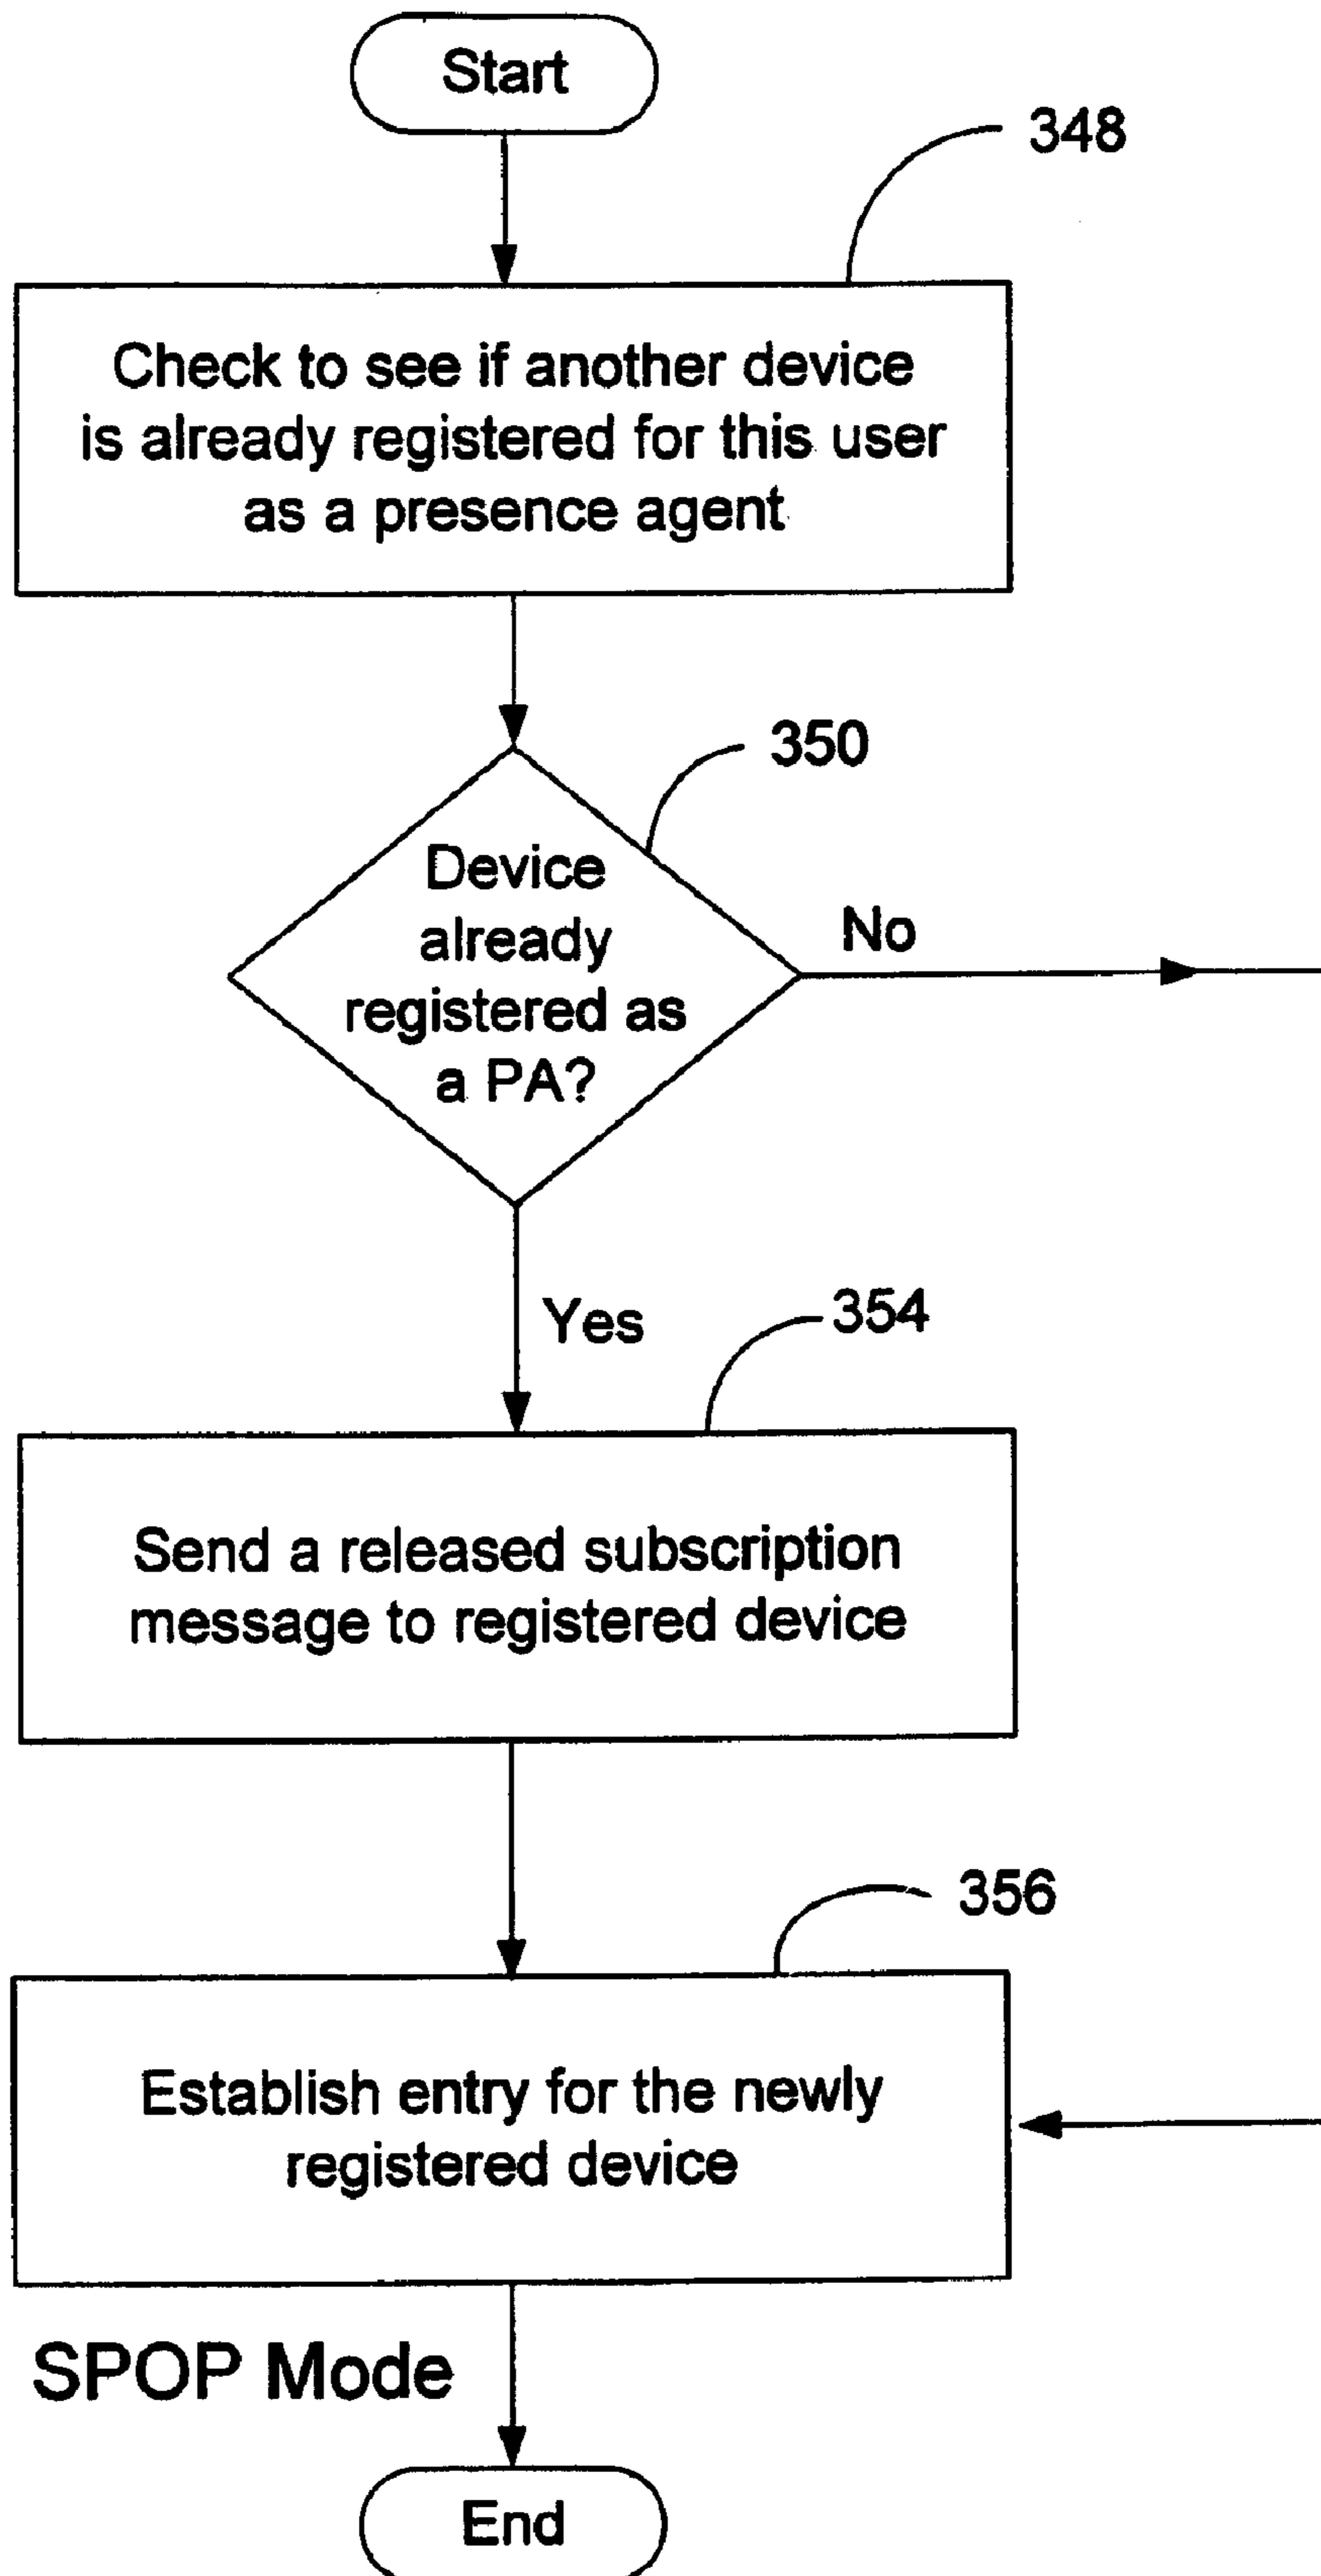 Start
348
Check to see if another device
is already registered for this user
as a presence agent
350
Device
already
registered as
a PA?
No
Yes
354
Send a released subscription
message to registered device
356
Establish entry for the newly
registered device
SPOP Mode
End